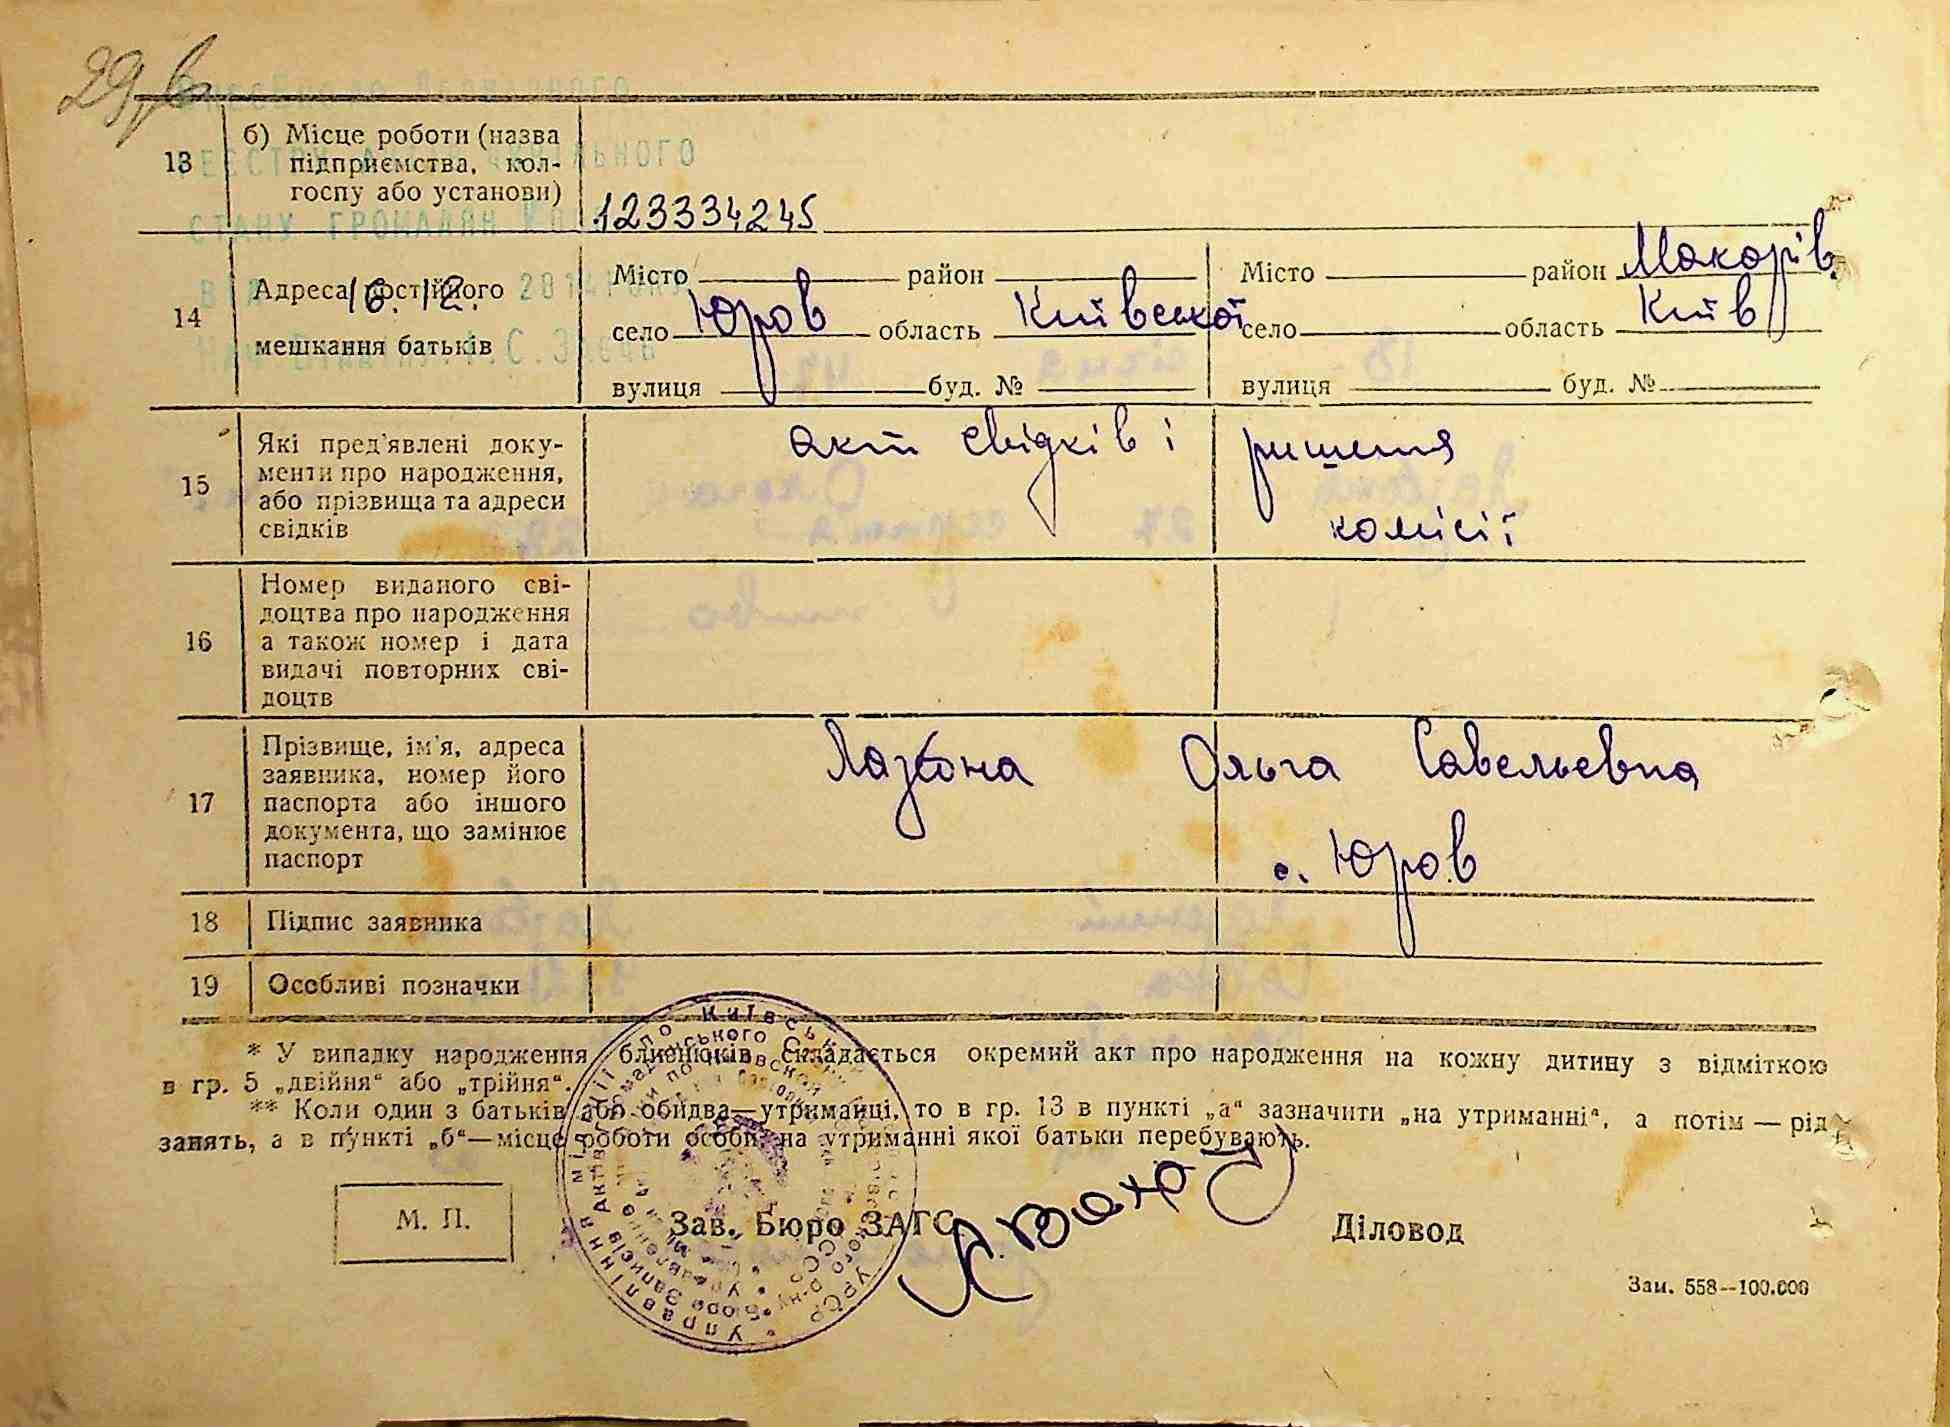 29,в
13
б) Місце роботи (назва
підприємства, кол-
госпу або установи)
123334245
14
Адреса постійного
16.12.
2014
мешкання батьків
Місто район
село Юров область Київської
вулиця буд. №
Місто район Макарів.
село область Київ
вулиця буд. №
15
Які пред'явлені доку-
менти про народження,
або прізвища та адреси
свідків
акт свідків і ришення
комісії
16
Номер виданого сві-
доцтва про народження
а також номер і дата
видачі повторних сві-
доцтв
17
Прізвище, ім'я, адреса
заявника, номер його
паспорта або іншого
документа, що замінює
паспорт
Ольга Савельевна
с. Юров
18
Підпис заявника
19
Особливі позначки
* У випадку народження близнюків складається окремий акт про народження на кожну дитину з відміткою
в гр. 5 „двійня“ або „трійня“.
** Коли один з батьків або обидва—утриманці, то в гр. 13 в пункті „а“ зазначити „на утриманні“, а потім — рід
занять, а в пункті „б“—місце роботи особи, на утриманні якої батьки перебувають.
М. П.
Зав. Бюро ЗАГС
Діловод
Зам. 558—100.000